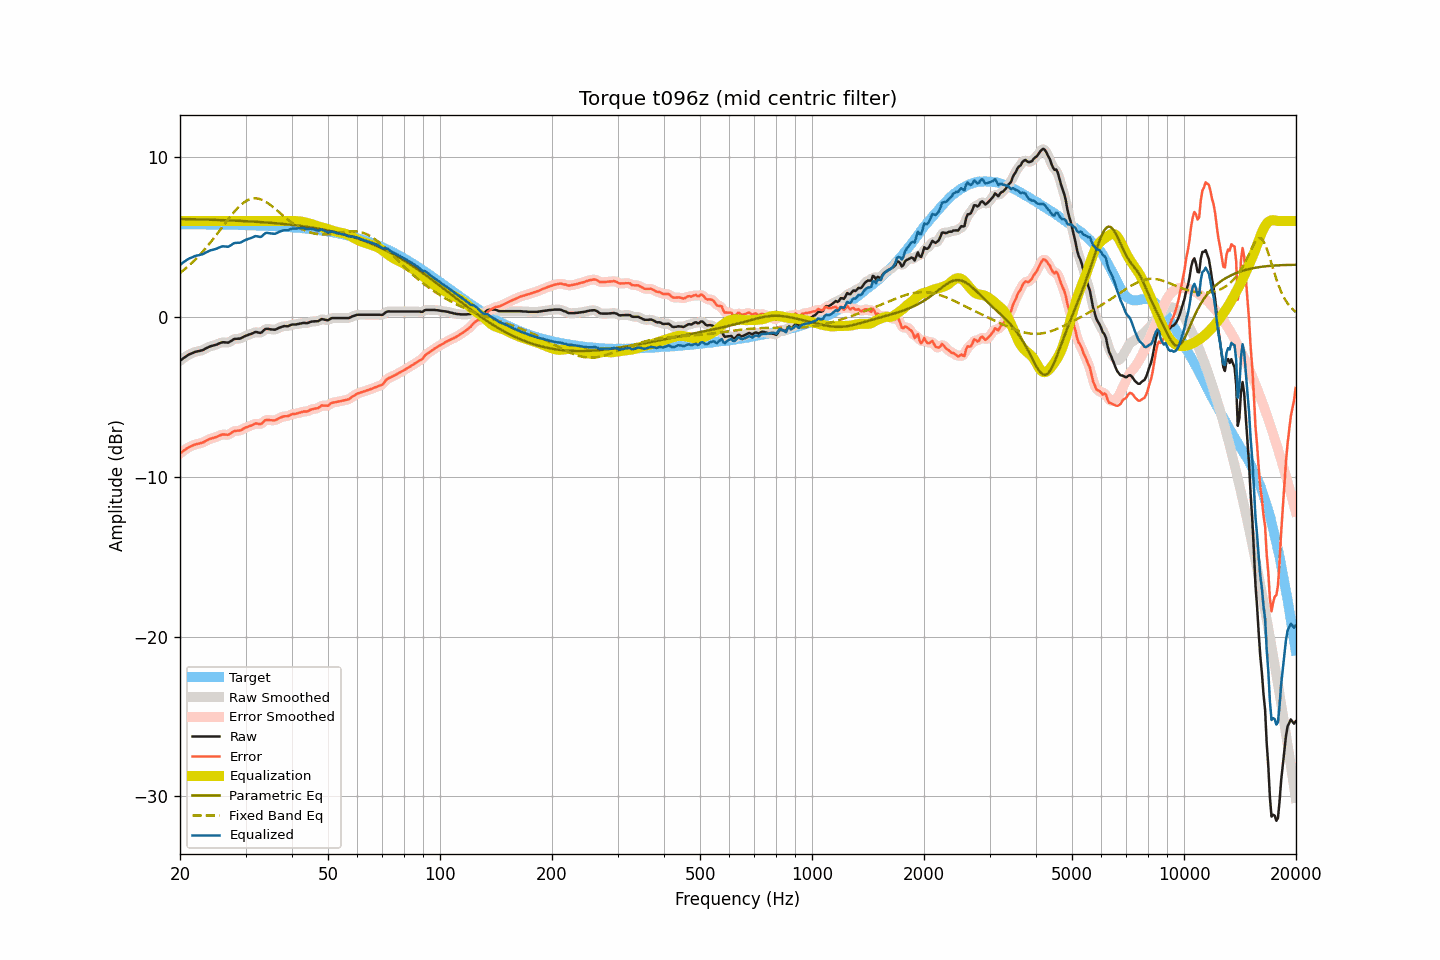 Torque t096z (mid centric filter)
Amplitude (dBr)
10
0
−10
−20
−30
Target
Raw Smoothed
Error Smoothed
Raw
Error
Equalization
Parametric Eq
Fixed Band Eq
Equalized
20 50 100 200 500 1000 2000 5000 10000 20000
Frequency (Hz)